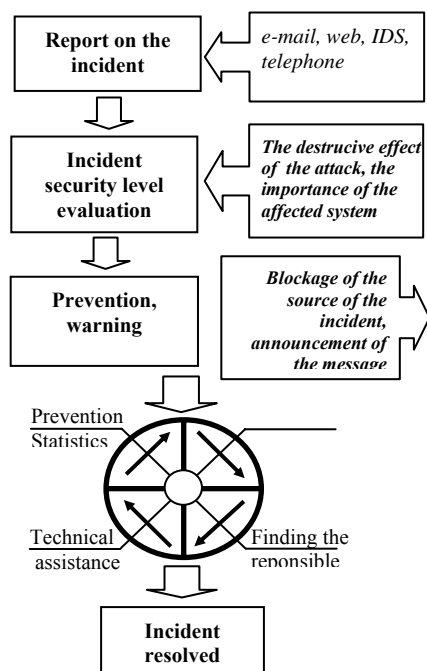 Report on the
incident
e-mail, web, IDS,
telephone
Incident
security level
evaluation
The destrucive effect
of the attack, the
importance of the
affected system
Prevention,
warning
Blockage of the
source of the
incident,
announcement of
the message
Prevention
Statistics
Technical
assistance
Finding the
reponsible
Incident
resolved